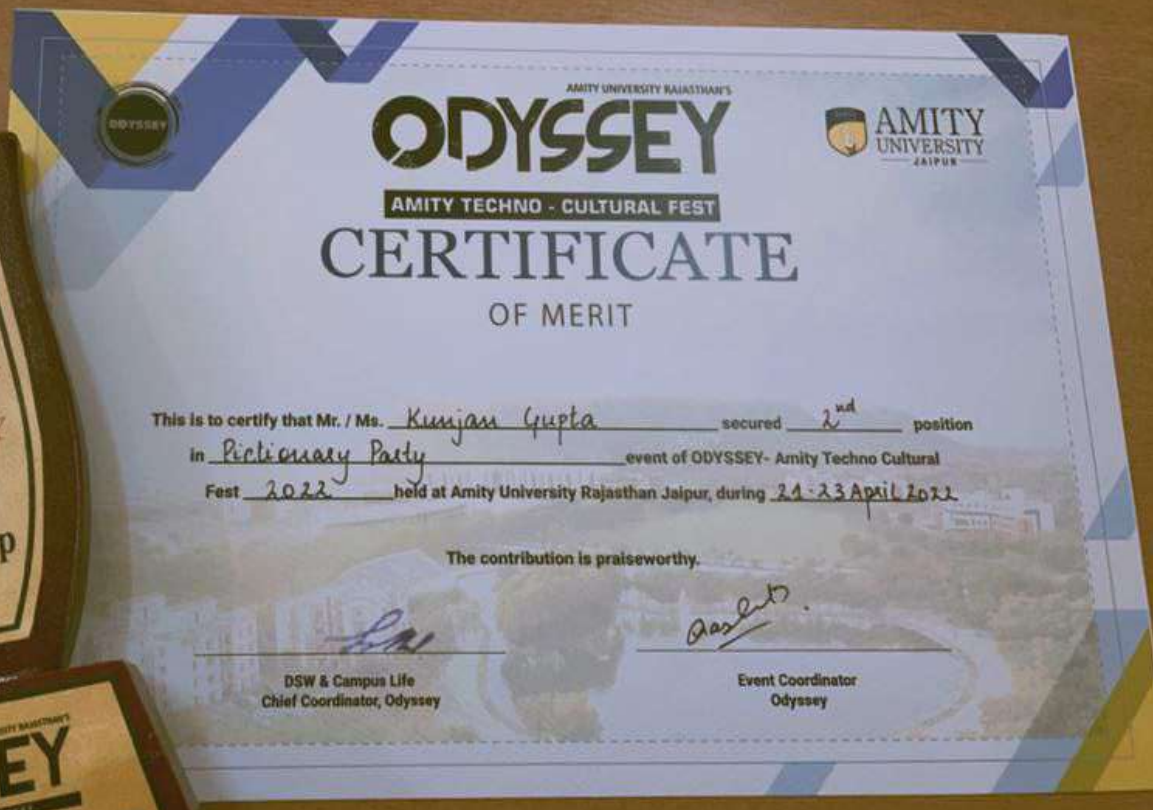 ODYSSEY
AMITY UNIVERSITY RAJASTHAN'S
ODYSSEY
AMITY TECHNO - CULTURAL FEST
AMITY
UNIVERSITY
JAIPUR
CERTIFICATE
OF MERIT
This is to certify that Mr. / Ms. Kunjan Gupta secured 2nd position
in Pictionary Party event of ODYSSEY- Amity Techno Cultural
Fest 2022 held at Amity University Rajasthan Jaipur, during 21-23 April 2022
The contribution is praiseworthy.
DSW & Campus Life
Chief Coordinator, Odyssey
Event Coordinator
Odyssey
p
EY